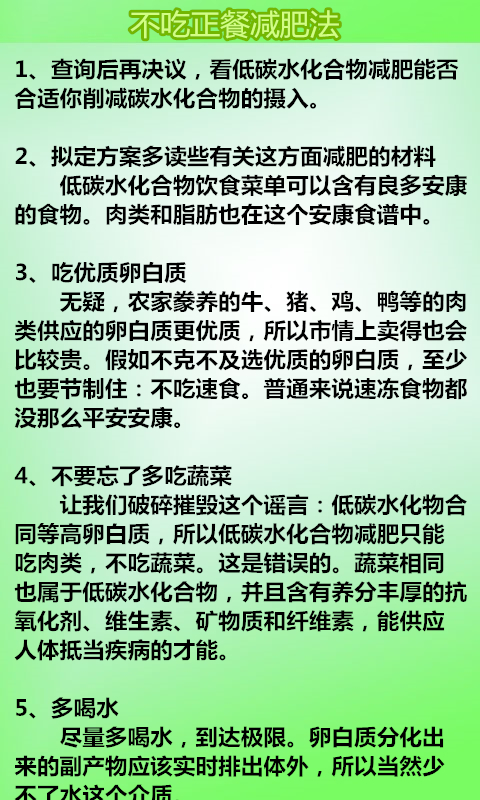 不吃正餐减肥法
1、查询后再决议，看低碳水化合物减肥能否
合适你削减碳水化合物的摄入。
2、拟定方案多读些有关这方面减肥的材料
低碳水化合物饮食菜单可以含有良多安康
的食物。肉类和脂肪也在这个安康食谱中。
3、吃优质卵白质
无疑，农家豢养的牛、猪、鸡、鸭等的肉
类供应的卵白质更优质，所以市情上卖得也会
比较贵。假如不克不及选优质的卵白质，至少
也要节制住：不吃速食。普通来说速冻食物都
没那么平安安康。
4、不要忘了多吃蔬菜
让我们破碎摧毁这个谣言：低碳水化物合
同等高卵白质，所以低碳水化合物减肥只能
吃肉类，不吃蔬菜。这是错误的。蔬菜相同
也属于低碳水化合物，并且含有养分丰厚的抗
氧化剂、维生素、矿物质和纤维素，能供应
人体抵当疾病的才能。
5、多喝水
尽量多喝水，到达极限。卵白质分化出
来的副产物应该实时排出体外，所以当然少
不了水这个介质。